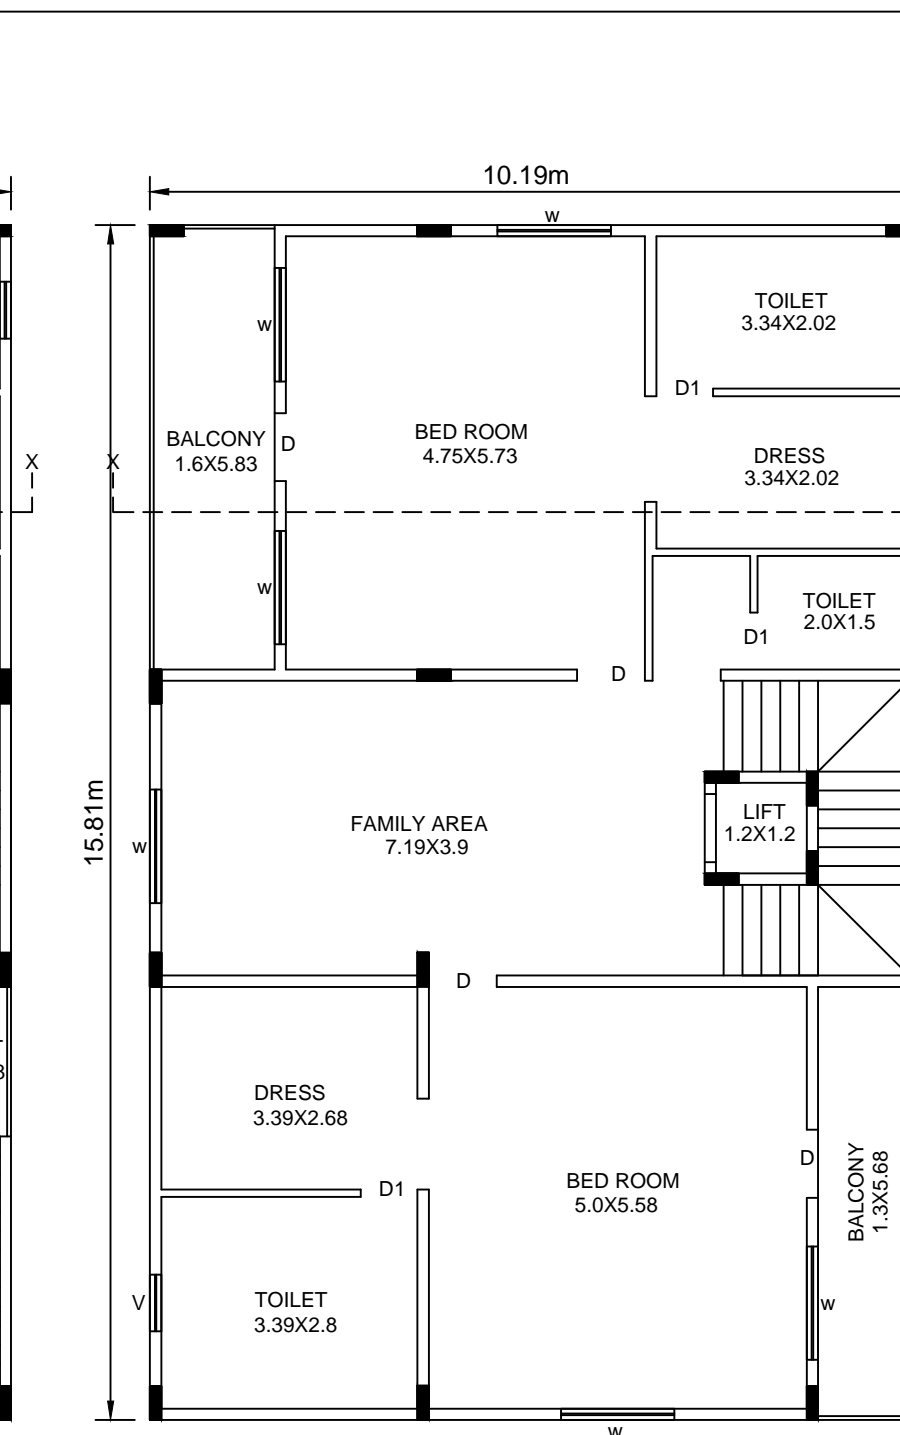 10.19m
w
TOILET
3.34X2.02
w
D1
BALCONY
1.6X5.83
D
BED ROOM
4.75X5.73
DRESS
3.34X2.02
X
X
w
TOILET
2.0X1.5
D1
D
15.81m
w
FAMILY AREA
7.19X3.9
LIFT
1.2X1.2
D
DRESS
3.39X2.68
D1
BED ROOM
5.0X5.58
D
BALCONY
1.3X5.68
V
TOILET
3.39X2.8
w
w